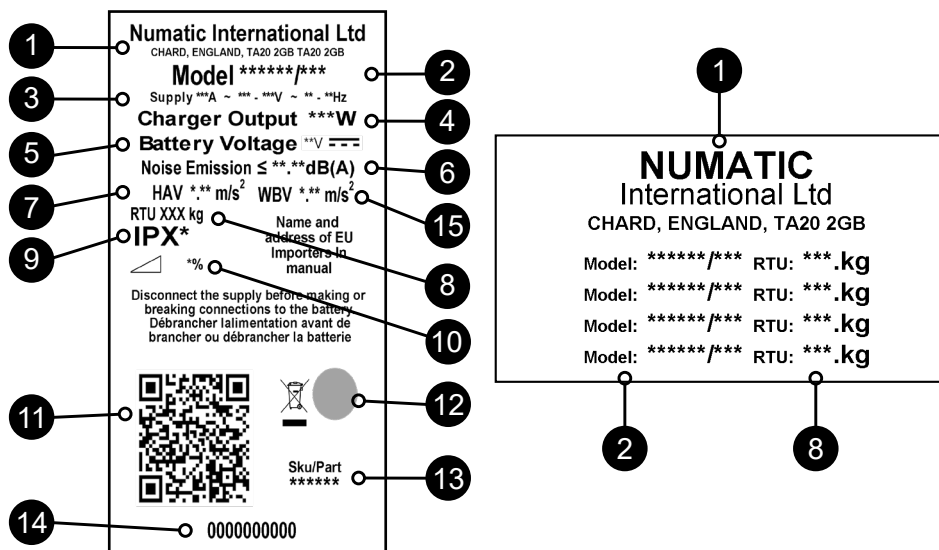 Numatic International Ltd
CHARD, ENGLAND, TA20 2GB TA20 2GB
1
Model ******/***
2
3
Supply ***A ~ *** - ***V ~ ** - **Hz
Charger Output ***W
4
5
Battery Voltage **V
Noise Emission ≤ **.**dB(A)
6
7
HAV *.** m/s²
WBV *.** m/s²
15
RTU XXX kg
8
9
IPX*
Name and
address of EU
Importers In
manual
*%
10
Disconnect the supply before making or
breaking connections to the battery
Débrancher lalimentation avant de
brancher ou débrancher la batterie
11
12
Sku/Part
******
13
14
0000000000
1
NUMATIC
International Ltd
CHARD, ENGLAND, TA20 2GB
Model: ******/*** RTU: ***.kg
Model: ******/*** RTU: ***.kg
Model: ******/*** RTU: ***.kg
Model: ******/*** RTU: ***.kg
2
8